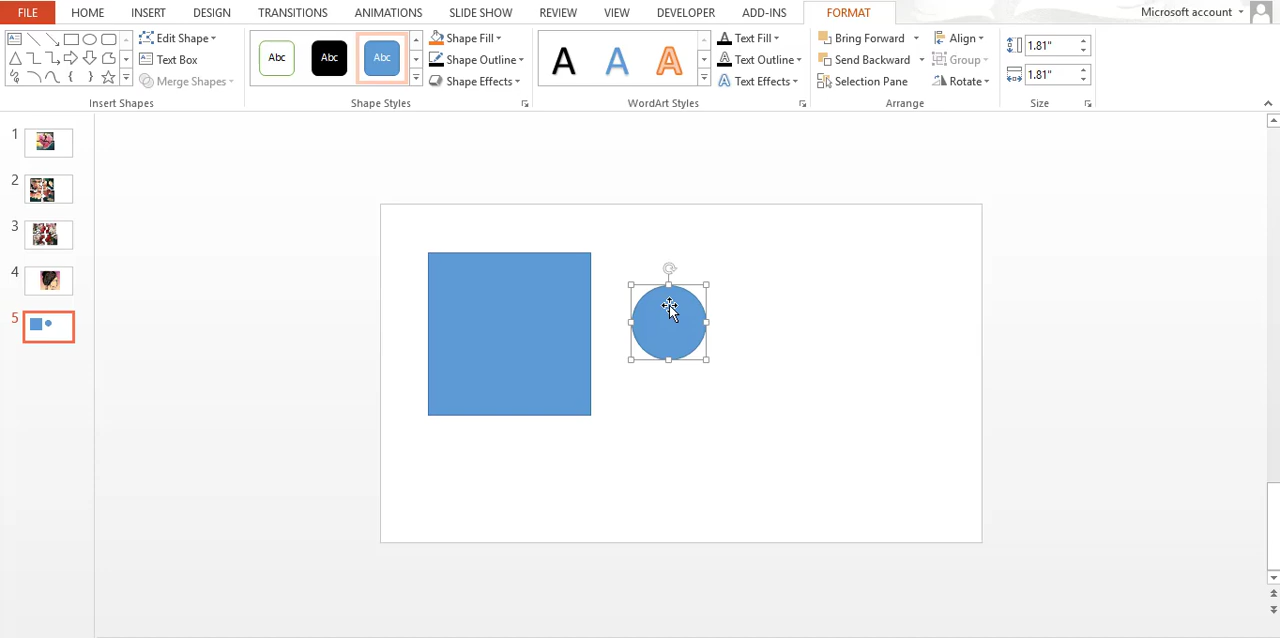 FILE HOME INSERT DESIGN TRANSITIONS ANIMATIONS SLIDE SHOW REVIEW VIEW DEVELOPER ADD-INS FORMAT Microsoft account
Edit Shape
Text Box
Merge Shapes
Insert Shapes
Abc Abc Abc
Shape Styles
Shape Fill
Shape Outline
Shape Effects
A A A
WordArt Styles
Text Fill
Text Outline
Text Effects
Bring Forward
Send Backward
Selection Pane
Align
Group
Rotate
Arrange
1.81"
1.81"
Size
1
2
3
4
5